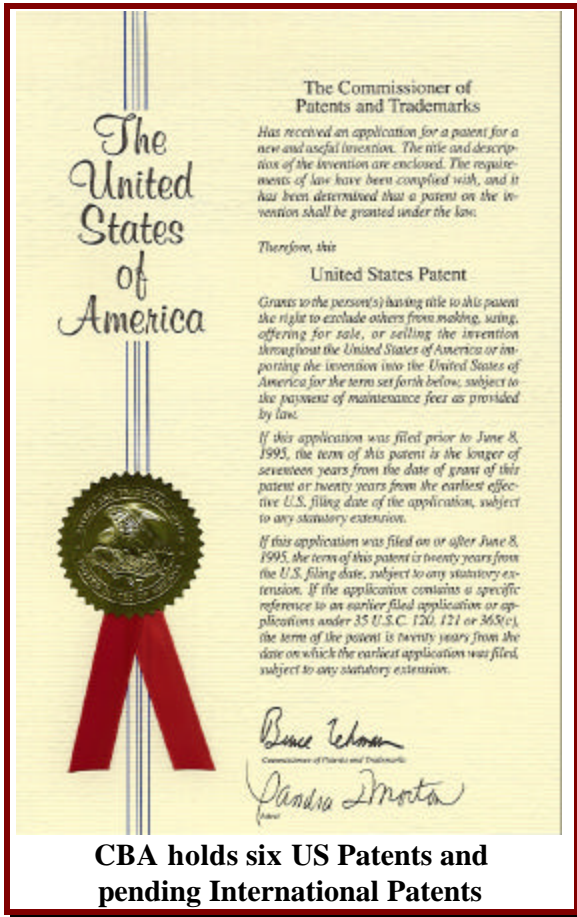 The
United
States
of
America
The Commissioner of
Patents and Trademarks
Has received an application for a patent for a
new and useful invention. The title and descrip-
tion of the invention are enclosed. The require-
ments of law have been complied with, and it
has been determined that a patent on the in-
vention shall be granted under the law.
Therefore, this
United States Patent
Grants to the person(s) having title to this patent
the right to exclude others from making, using,
offering for sale, or selling the invention
throughout the United States of America or im-
porting the invention into the United States of
America for the term set forth below, subject to
the payment of maintenance fees as provided
by law.
If this application was filed prior to June 8,
1995, the term of this patent is the longer of
seventeen years from the date of grant of this
patent or twenty years from the earliest effec-
tive U.S. filing date of the application, subject
to any statutory extension.
If this application was filed on or after June 8,
1995, the term of this patent is twenty years from
the U.S. filing date, subject to any statutory ex-
tension. If the application contains a specific
reference to an earlier filed application or ap-
plications under 35 U.S.C. 120, 121 or 365(c),
the term of the patent is twenty years from the
date on which the earliest application was filed,
subject to any statutory extension.
Bruce Lehman
Commissioner of Patents and Trademarks
Morton
Attest
CBA holds six US Patents and
pending International Patents